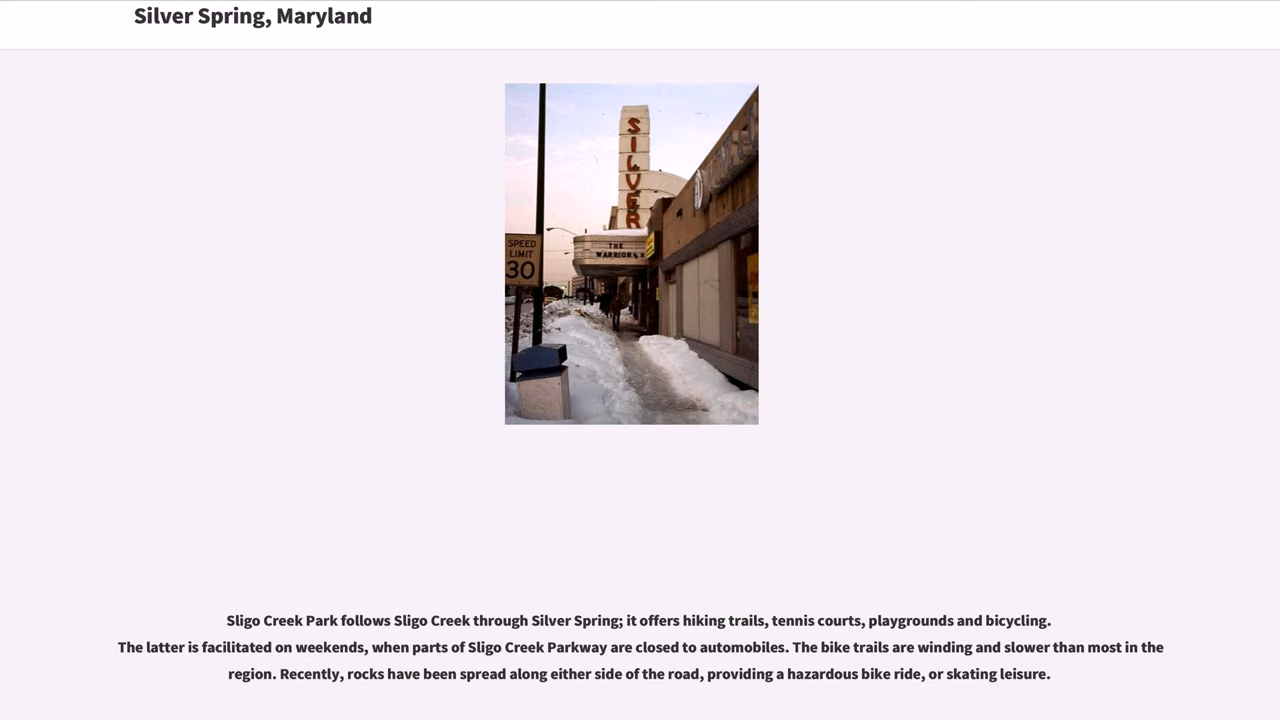 Silver Spring, Maryland
SILVER
SPEED
LIMIT
30
THE
WARRIORS
Sligo Creek Park follows Sligo Creek through Silver Spring; it offers hiking trails, tennis courts, playgrounds and bicycling.
The latter is facilitated on weekends, when parts of Sligo Creek Parkway are closed to automobiles. The bike trails are winding and slower than most in the
region. Recently, rocks have been spread along either side of the road, providing a hazardous bike ride, or skating leisure.